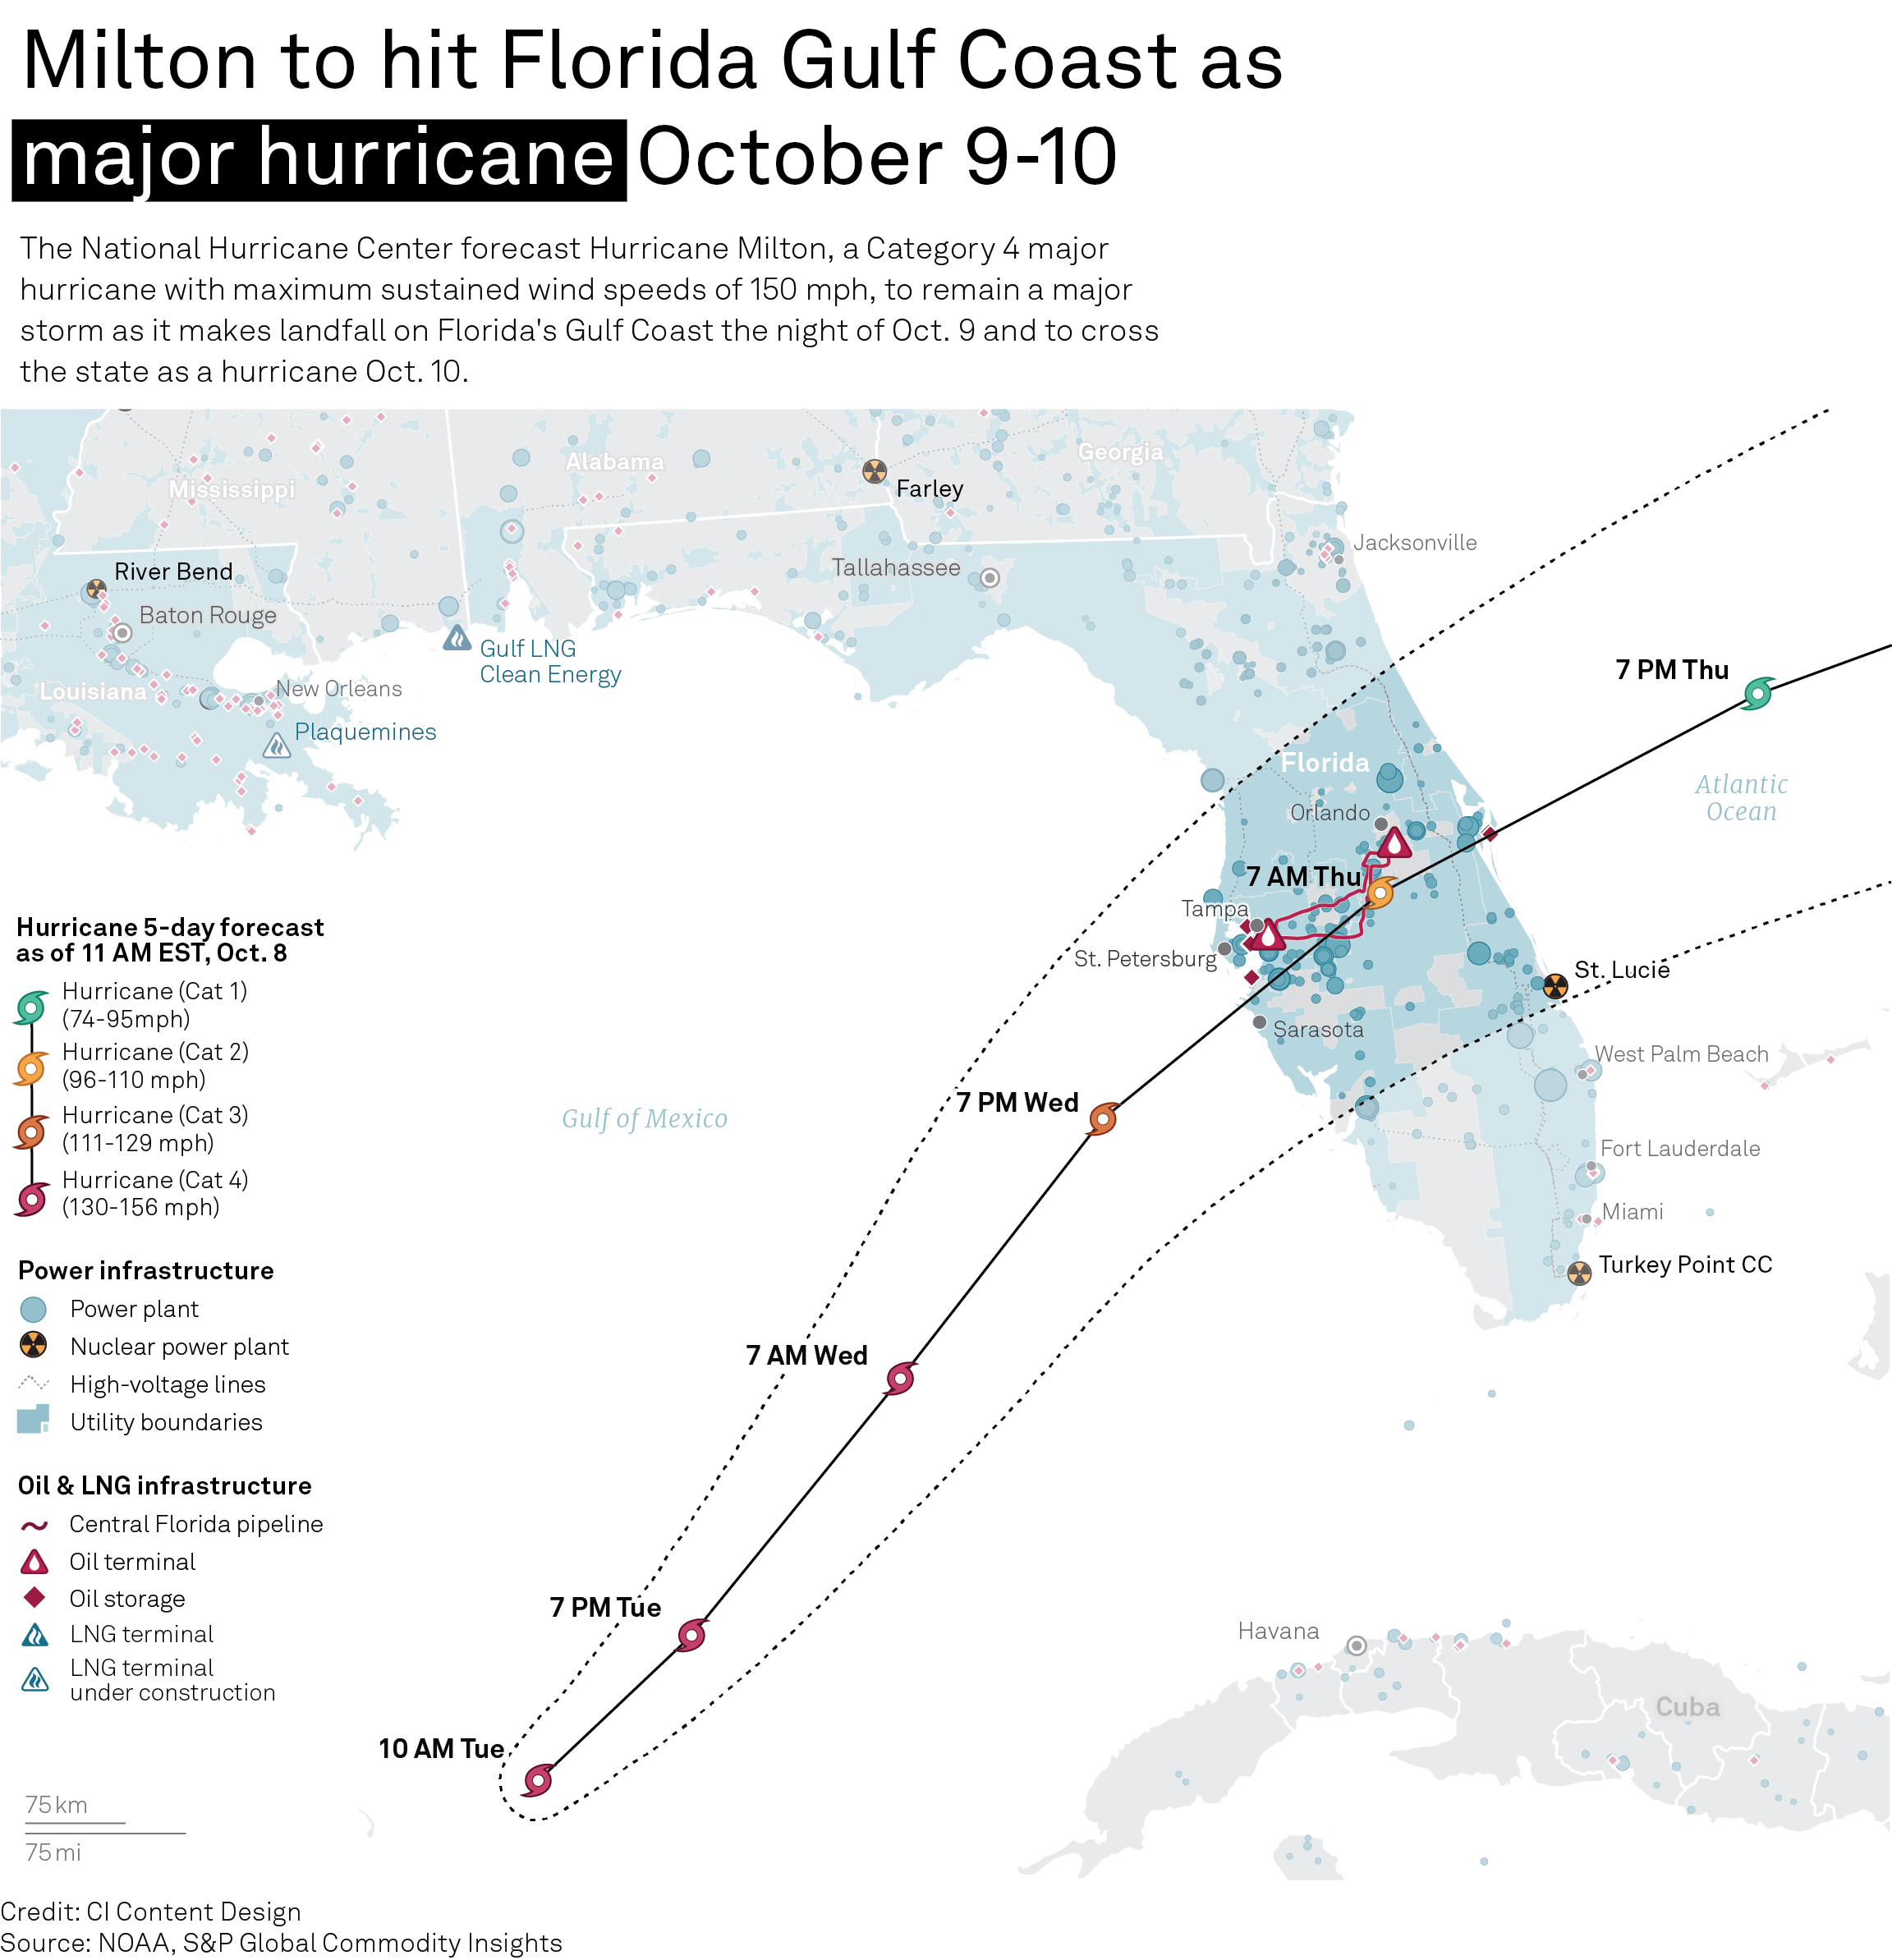 Milton to hit Florida Gulf Coast as
major hurricane October 9-10
The National Hurricane Center forecast Hurricane Milton, a Category 4 major
hurricane with maximum sustained wind speeds of 150 mph, to remain a major
storm as it makes landfall on Florida's Gulf Coast the night of Oct. 9 and to cross
the state as a hurricane Oct. 10.
Mississippi
Alabama
Georgia
Farley
River Bend
Baton Rouge
Tallahassee
Jacksonville
Gulf LNG
Clean Energy
Louisiana
New Orleans
Plaquemines
7 PM Thu
Florida
Orlando
Atlantic
Ocean
7 AM Thu
Tampa
St. Petersburg
St. Lucie
Sarasota
West Palm Beach
7 PM Wed
Gulf of Mexico
Fort Lauderdale
Miami
Turkey Point CC
7 AM Wed
7 PM Tue
10 AM Tue
Havana
Cuba
Hurricane 5-day forecast
as of 11 AM EST, Oct. 8
Hurricane (Cat 1)
(74-95mph)
Hurricane (Cat 2)
(96-110 mph)
Hurricane (Cat 3)
(111-129 mph)
Hurricane (Cat 4)
(130-156 mph)
Power infrastructure
Power plant
Nuclear power plant
High-voltage lines
Utility boundaries
Oil & LNG infrastructure
Central Florida pipeline
Oil terminal
Oil storage
LNG terminal
LNG terminal
under construction
75 km
75 mi
Credit: CI Content Design
Source: NOAA, S&P Global Commodity Insights